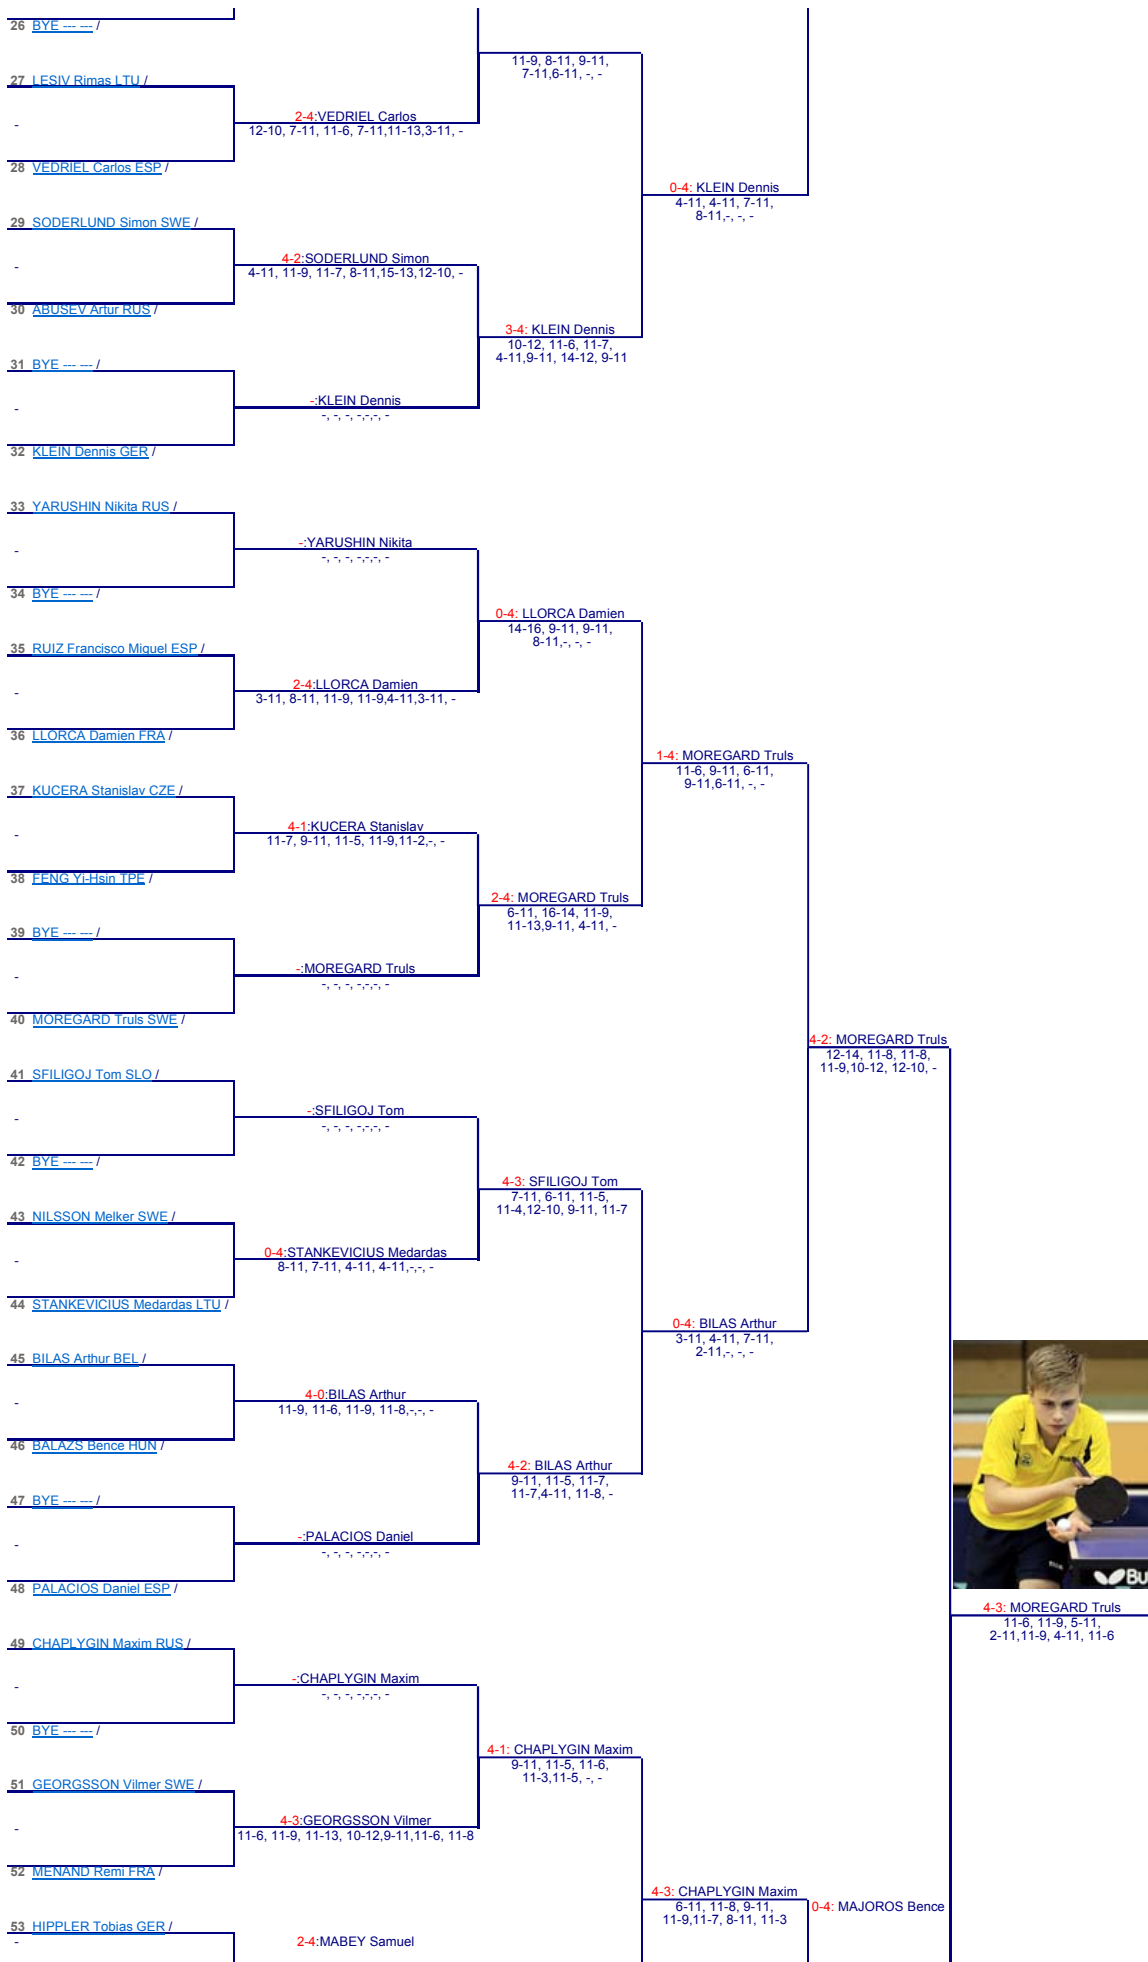 26 BYE --- --- /
11-9, 8-11, 9-11,
7-11,6-11, -, -
27 LESIV Rimas LTU /
2-4:VEDRIEL Carlos
-
12-10, 7-11, 11-6, 7-11,11-13,3-11, -
28 VEDRIEL Carlos ESP /
0-4: KLEIN Dennis
4-11, 4-11, 7-11,
8-11,-, -, -
29 SODERLUND Simon SWE /
4-2:SODERLUND Simon
-
4-11, 11-9, 11-7, 8-11,15-13,12-10, -
30 ABUSEV Artur RUS /
3-4: KLEIN Dennis
10-12, 11-6, 11-7,
4-11,9-11, 14-12, 9-11
31 BYE --- --- /
-:KLEIN Dennis
-
-, -, -, -,-,-, -
32 KLEIN Dennis GER /
33 YARUSHIN Nikita RUS /
-:YARUSHIN Nikita
-
-, -, -, -,-,-, -
34 BYE --- --- /
0-4: LLORCA Damien
14-16, 9-11, 9-11,
8-11,-, -, -
35 RUIZ Francisco Miquel ESP /
2-4:LLORCA Damien
-
3-11, 8-11, 11-9, 11-9,4-11,3-11, -
36 LLORCA Damien FRA /
1-4: MOREGARD Truls
11-6, 9-11, 6-11,
9-11,6-11, -, -
37 KUCERA Stanislav CZE /
4-1:KUCERA Stanislav
-
11-7, 9-11, 11-5, 11-9,11-2,-, -
38 FENG Yi-Hsin TPE /
2-4: MOREGARD Truls
6-11, 16-14, 11-9,
11-13,9-11, 4-11, -
39 BYE --- --- /
-:MOREGARD Truls
-
-, -, -, -,-,-, -
40 MOREGARD Truls SWE /
4-2: MOREGARD Truls
12-14, 11-8, 11-8,
11-9,10-12, 12-10, -
41 SFILIGOJ Tom SLO /
-:SFILIGOJ Tom
-
-, -, -, -,-,-, -
42 BYE --- --- /
4-3: SFILIGOJ Tom
7-11, 6-11, 11-5,
11-4,12-10, 9-11, 11-7
43 NILSSON Melker SWE /
0-4:STANKEVICIUS Medardas
-
8-11, 7-11, 4-11, 4-11,-,-, -
44 STANKEVICIUS Medardas LTU /
0-4: BILAS Arthur
3-11, 4-11, 7-11,
2-11,-, -, -
45 BILAS Arthur BEL /
4-0:BILAS Arthur
-
11-9, 11-6, 11-9, 11-8,-,-, -
46 BALAZS Bence HUN /
4-2: BILAS Arthur
9-11, 11-5, 11-7,
11-7,4-11, 11-8, -
47 BYE --- --- /
-:PALACIOS Daniel
-
-, -, -, -,-,-, -
Bu
48 PALACIOS Daniel ESP /
4-3: MOREGARD Truls
11-6, 11-9, 5-11,
2-11,11-9, 4-11, 11-6
49 CHAPLYGIN Maxim RUS /
-:CHAPLYGIN Maxim
-
-, -, -, -,-,-, -
50 BYE --- --- /
4-1: CHAPLYGIN Maxim
9-11, 11-5, 11-6,
11-3,11-5, -, -
51 GEORGSSON Vilmer SWE /
4-3:GEORGSSON Vilmer
-
11-6, 11-9, 11-13, 10-12,9-11,11-6, 11-8
52 MENAND Remi FRA /
4-3: CHAPLYGIN Maxim
6-11, 11-8, 9-11,
11-9,11-7, 8-11, 11-3
0-4: MAJOROS Bence
53 HIPPLER Tobias GER /
-
2-4:MABEY Samuel